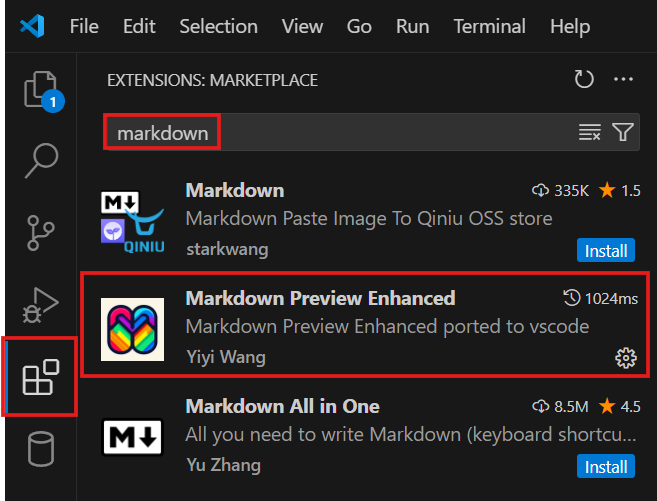 File Edit Selection View Go Run Terminal Help
EXTENSIONS: MARKETPLACE
1
markdown
Markdown 335K 1.5
Markdown Paste Image To Qiniu OSS store
QINIU
starkwang Install
Markdown Preview Enhanced 1024ms
Markdown Preview Enhanced ported to vscode
Yiyi Wang
Markdown All in One 8.5M 4.5
All you need to write Markdown (keyboard shortcu...
Yu Zhang Install